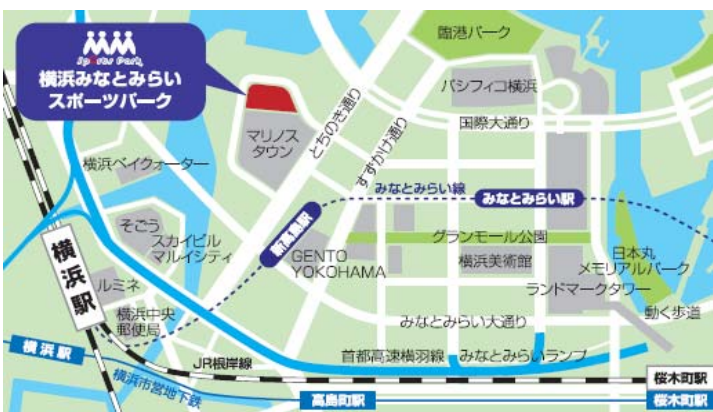 MM
Sports Park
横浜みなとみらい
スポーツパーク
臨港パーク
パシフィコ横浜
国際大通り
とちのき通り
すずかけ通り
マリノス
タウン
横浜ベイクォーター
みなとみらい線
みなとみらい駅
新高島駅
そごう
スカイビル
マルイシティ
GENTO
YOKOHAMA
グランモール公園
横浜美術館
日本丸
メモリアルパーク
ランドマークタワー
横浜駅
ルミネ
横浜中央
郵便局
みなとみらい大通り
動く歩道
横浜駅
JR根岸線
首都高速横羽線
みなとみらいランプ
横浜市営地下鉄
高島町駅
桜木町駅
桜木町駅